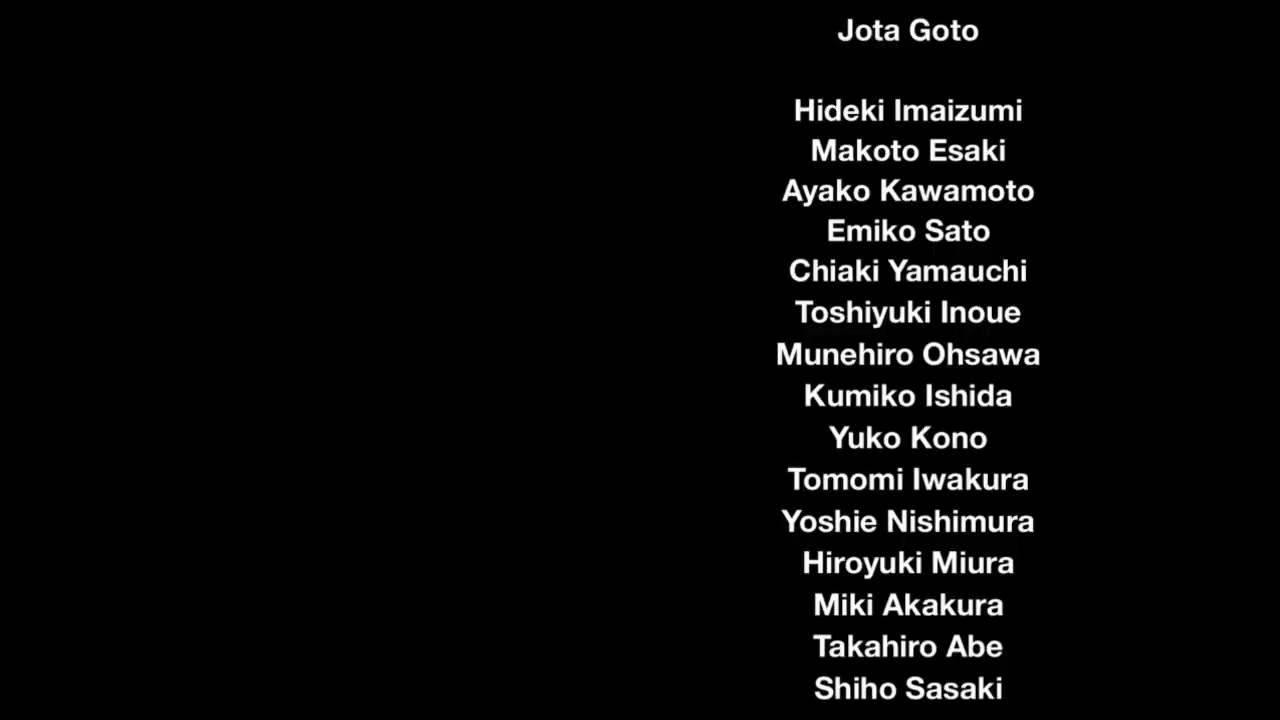 Jota Goto
Hideki Imaizumi
Makoto Esaki
Ayako Kawamoto
Emiko Sato
Chiaki Yamauchi
Toshiyuki Inoue
Munehiro Ohsawa
Kumiko Ishida
Yuko Kono
Tomomi Iwakura
Yoshie Nishimura
Hiroyuki Miura
Miki Akakura
Takahiro Abe
Shiho Sasaki